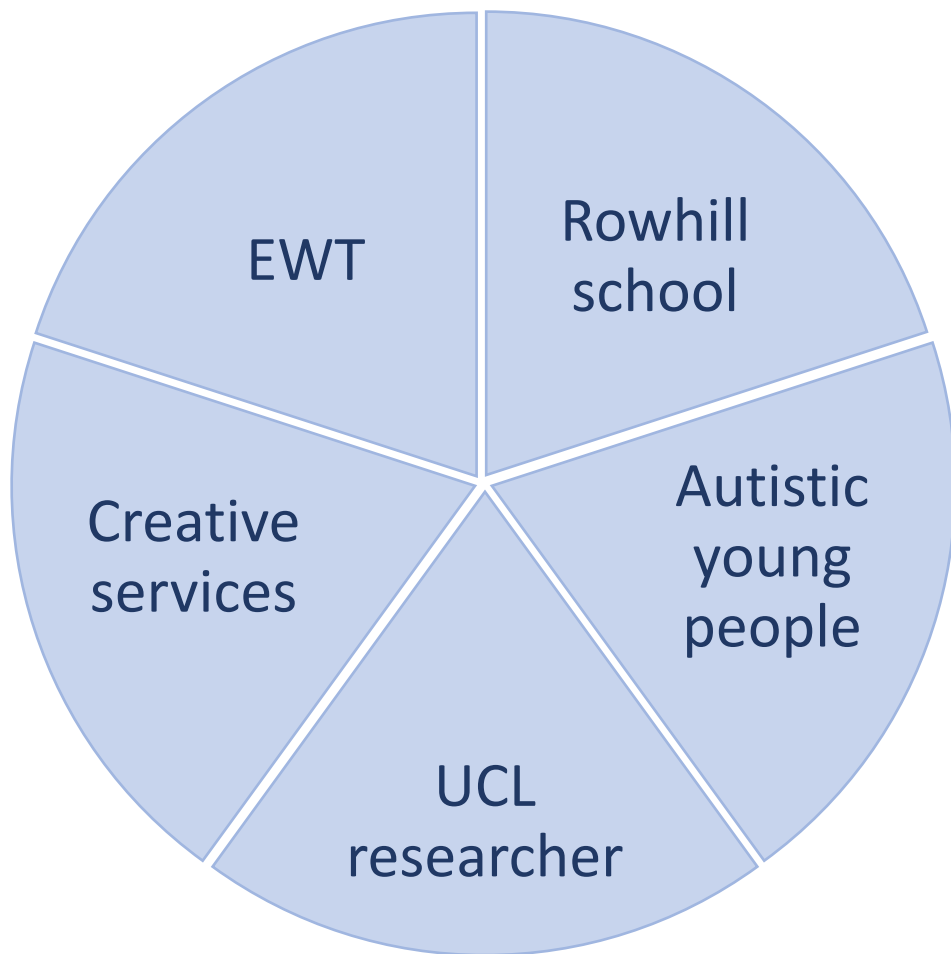 EWT
Rowhill
school
Autistic
young
people
Creative
services
UCL
researcher